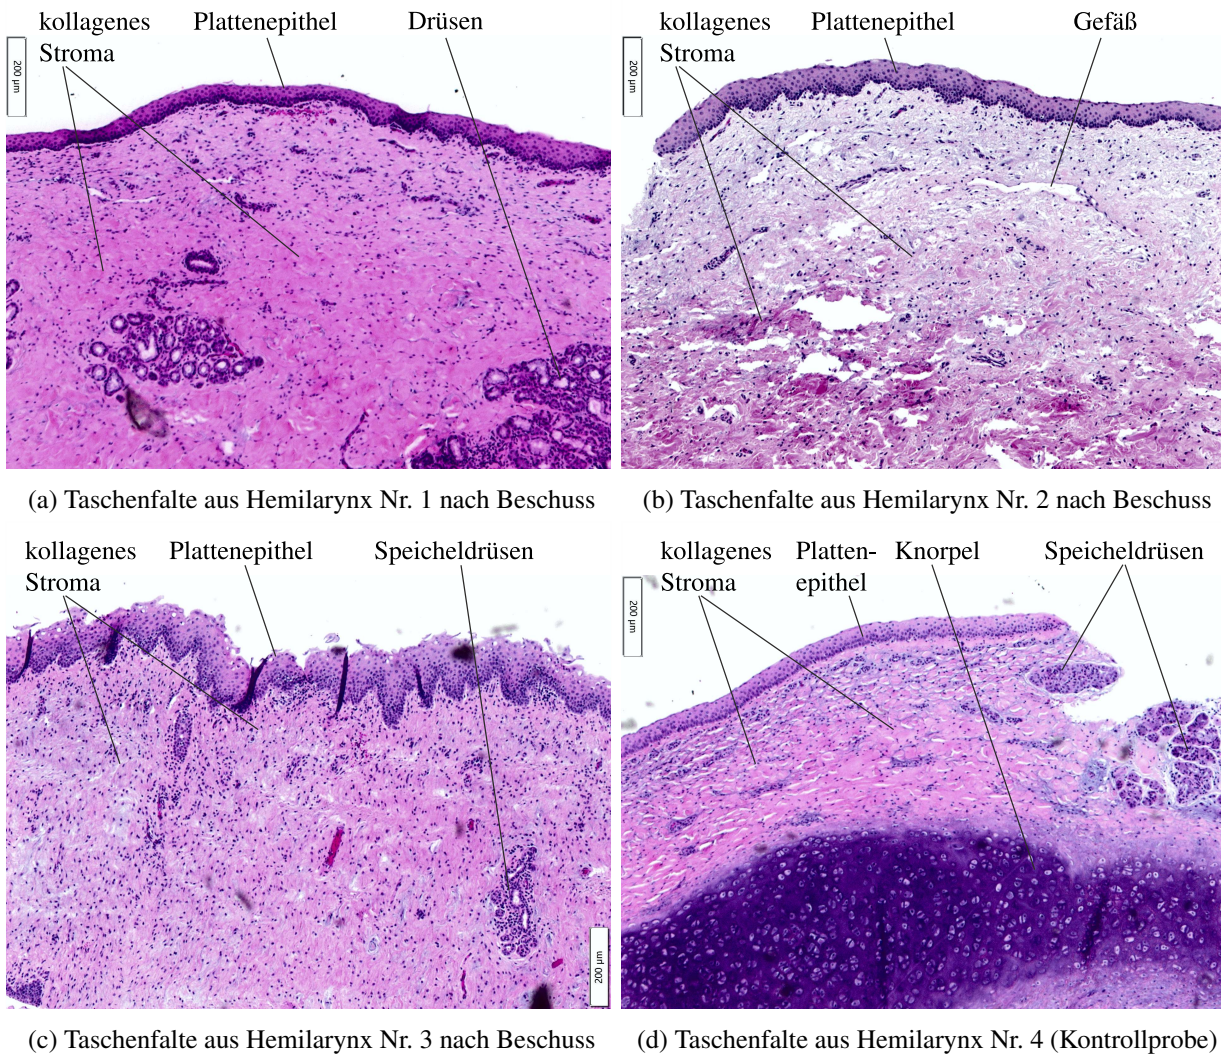 kollagenes Plattenepithel Drüsen
Stroma
200 µm
(a) Taschenfalte aus Hemilarynx Nr. 1 nach Beschuss
kollagenes Plattenepithel Gefäß
Stroma
200 µm
(b) Taschenfalte aus Hemilarynx Nr. 2 nach Beschuss
kollagenes Plattenepithel Speicheldrüsen
Stroma
200 µm
(c) Taschenfalte aus Hemilarynx Nr. 3 nach Beschuss
kollagenes Platten- Knorpel Speicheldrüsen
Stroma epithel
200 µm
(d) Taschenfalte aus Hemilarynx Nr. 4 (Kontrollprobe)